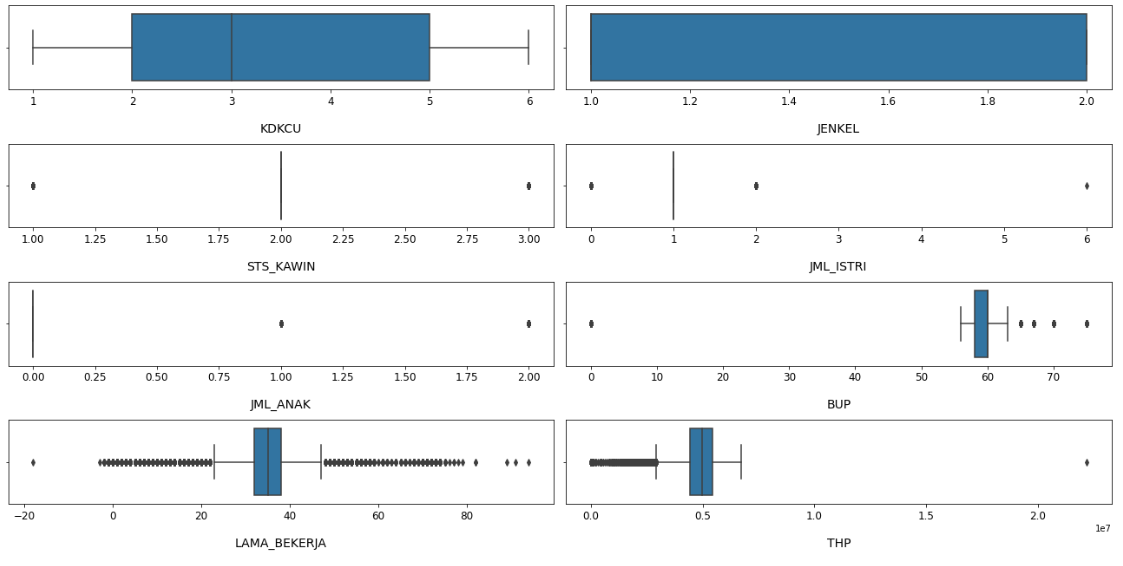 1 2 3 4 5 6
KDKCU
1.0 1.2 1.4 1.6 1.8 2.0
JENKEL
1.00 1.25 1.50 1.75 2.00 2.25 2.50 2.75 3.00
STS_KAWIN
0 1 2 3 4 5 6
JML_ISTRI
0.00 0.25 0.50 0.75 1.00 1.25 1.50 1.75 2.00
JML_ANAK
0 10 20 30 40 50 60 70
BUP
−20 0 20 40 60 80
LAMA_BEKERJA
0.0 0.5 1.0 1.5 2.0
1e7
THP